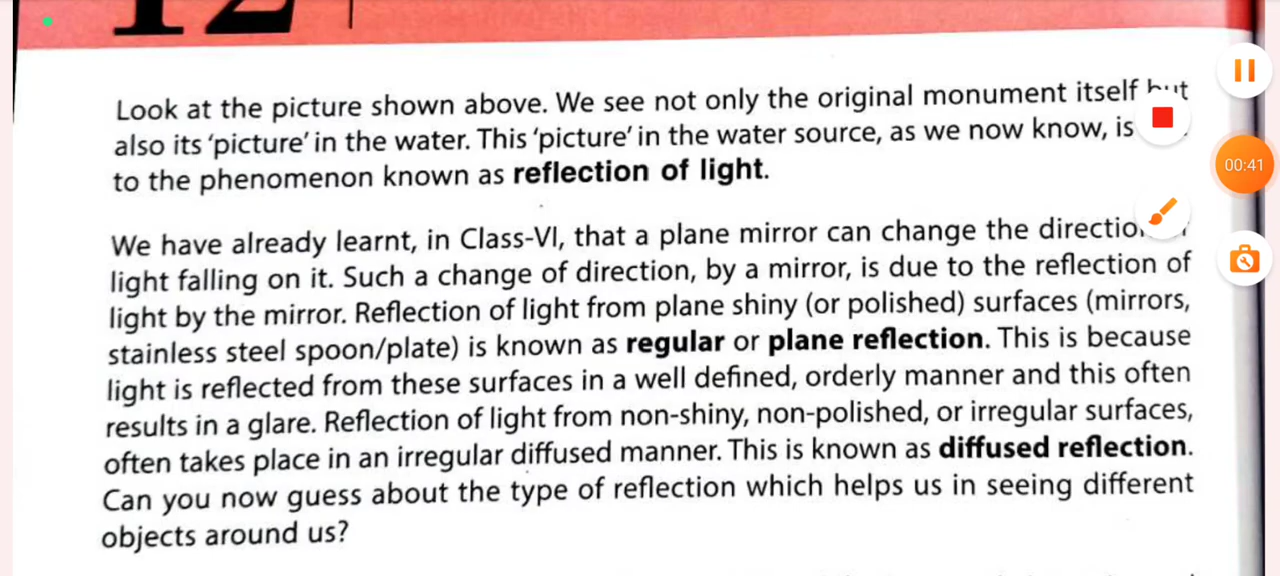 12
Look at the picture shown above. We see not only the original monument itself but
also its 'picture' in the water. This 'picture' in the water source, as we now know, is
to the phenomenon known as reflection of light.
We have already learnt, in Class-VI, that a plane mirror can change the direction
light falling on it. Such a change of direction, by a mirror, is due to the reflection of
light by the mirror. Reflection of light from plane shiny (or polished) surfaces (mirrors,
stainless steel spoon/plate) is known as regular or plane reflection. This is because
light is reflected from these surfaces in a well defined, orderly manner and this often
results in a glare. Reflection of light from non-shiny, non-polished, or irregular surfaces,
often takes place in an irregular diffused manner. This is known as diffused reflection.
Can you now guess about the type of reflection which helps us in seeing different
objects around us?
00:41